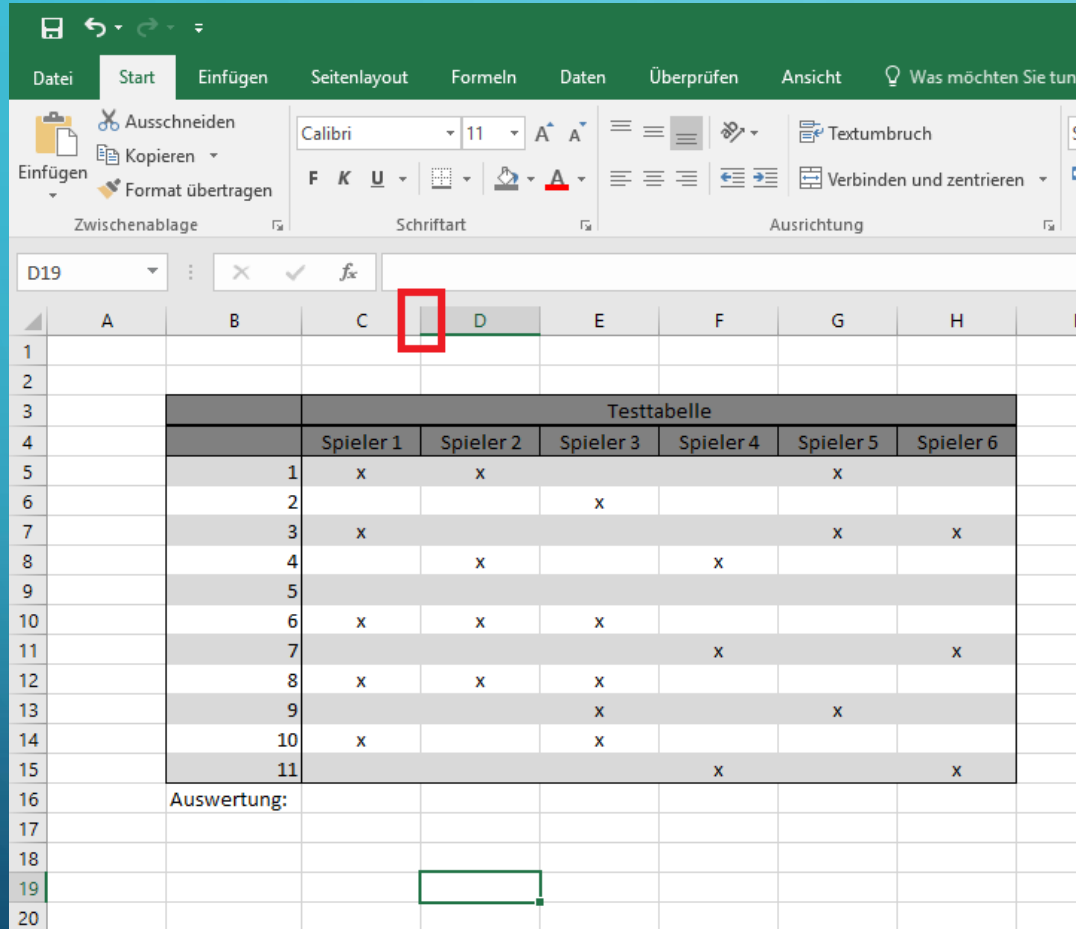 Datei Start Einfügen Seitenlayout Formeln Daten Überprüfen Ansicht Was möchten Sie tun
Einfügen
Ausschneiden
Kopieren
Format übertragen
Zwischenablage
Calibri 11 A A
F K U A
Schriftart
Textumbruch
Verbinden und zentrieren
Ausrichtung
D19 fx
A B C D E F G H
1
2
3 Testtabelle
4 Spieler 1 Spieler 2 Spieler 3 Spieler 4 Spieler 5 Spieler 6
5 1 x x x
6 2 x
7 3 x x x
8 4 x x
9 5
10 6 x x x
11 7 x x
12 8 x x x
13 9 x x
14 10 x x
15 11 x x
16 Auswertung:
17
18
19
20